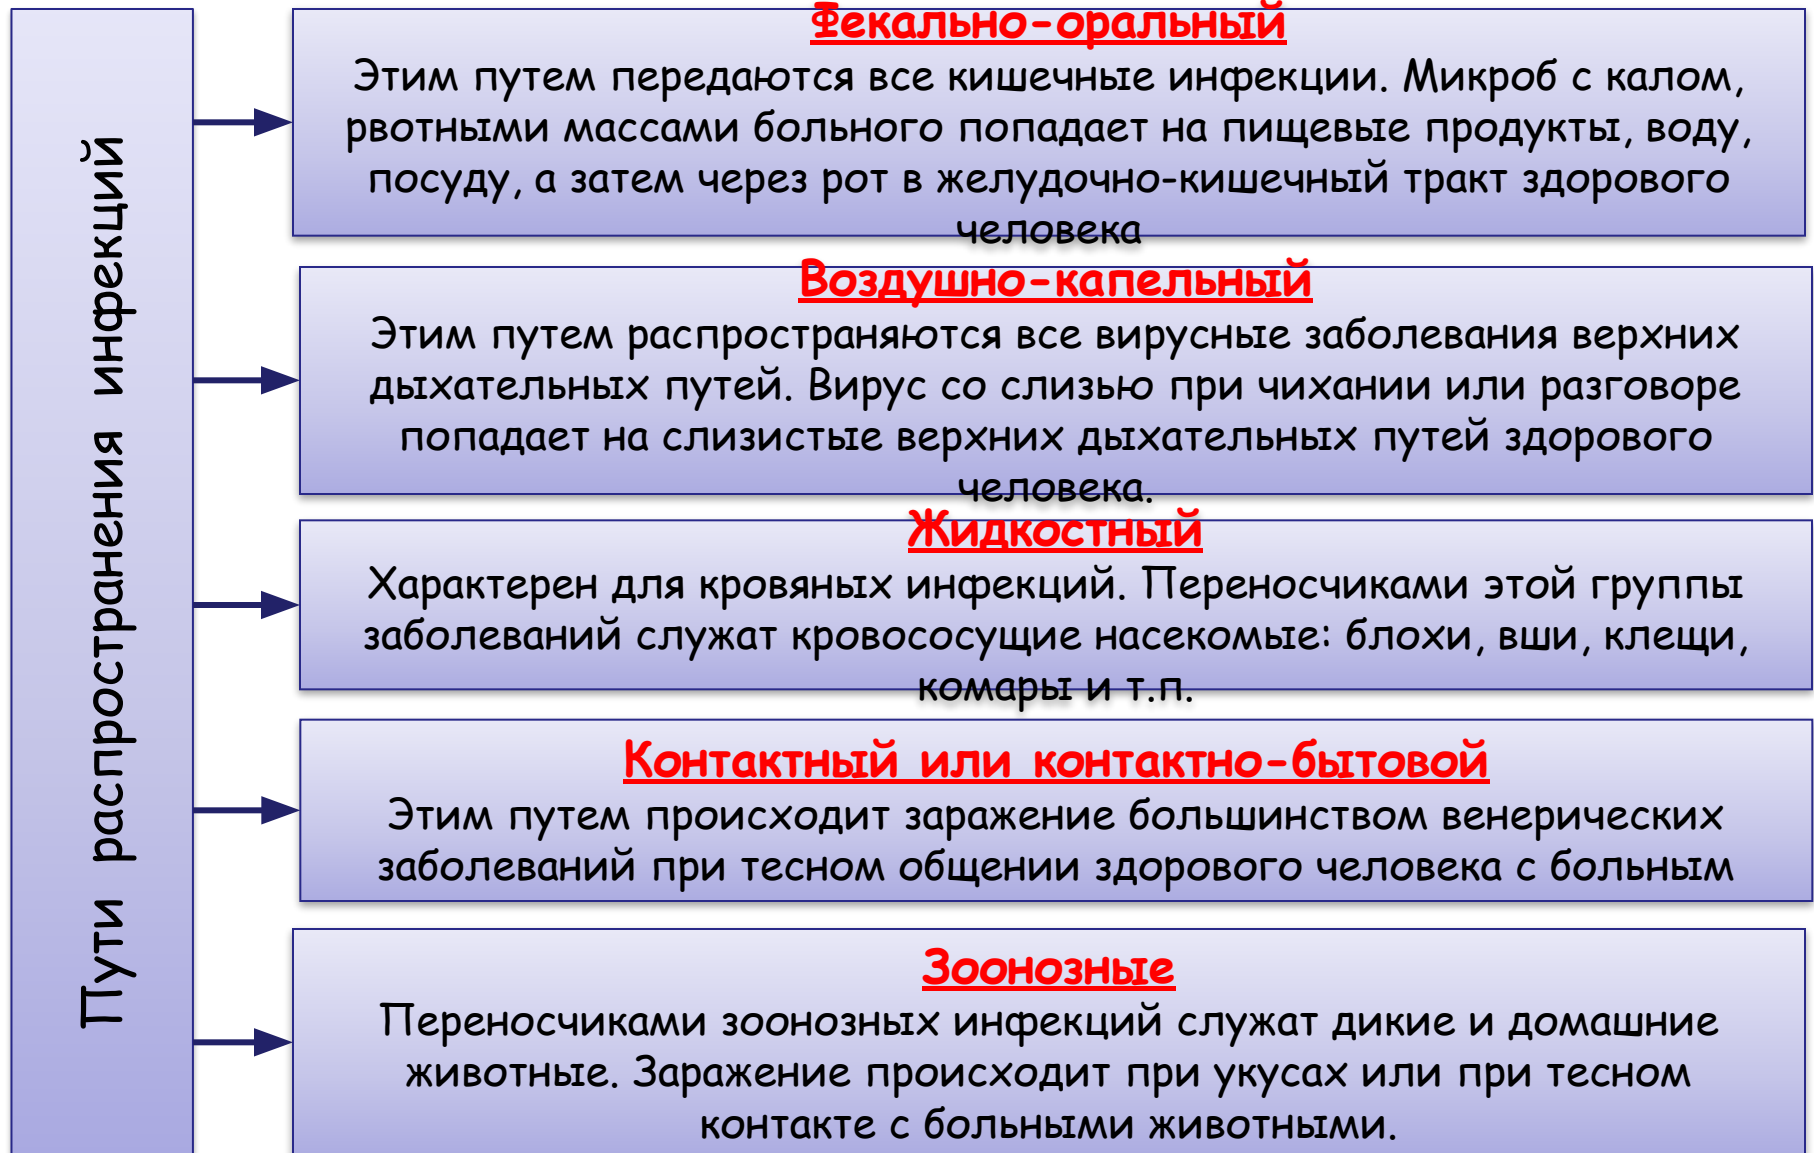 Пути распространения инфекций
Фекально-оральный
Этим путем передаются все кишечные инфекции. Микроб с калом,
рвотными массами больного попадает на пищевые продукты, воду,
посуду, а затем через рот в желудочно-кишечный тракт здорового
человека
Воздушно-капельный
Этим путем распространяются все вирусные заболевания верхних
дыхательных путей. Вирус со слизью при чихании или разговоре
попадает на слизистые верхних дыхательных путей здорового
человека.
Жидкостный
Характерен для кровяных инфекций. Переносчиками этой группы
заболеваний служат кровососущие насекомые: блохи, вши, клещи,
комары и т.п.
Контактный или контактно-бытовой
Этим путем происходит заражение большинством венерических
заболеваний при тесном общении здорового человека с больным
Зоонозные
Переносчиками зоонозных инфекций служат дикие и домашние
животные. Заражение происходит при укусах или при тесном
контакте с больными животными.